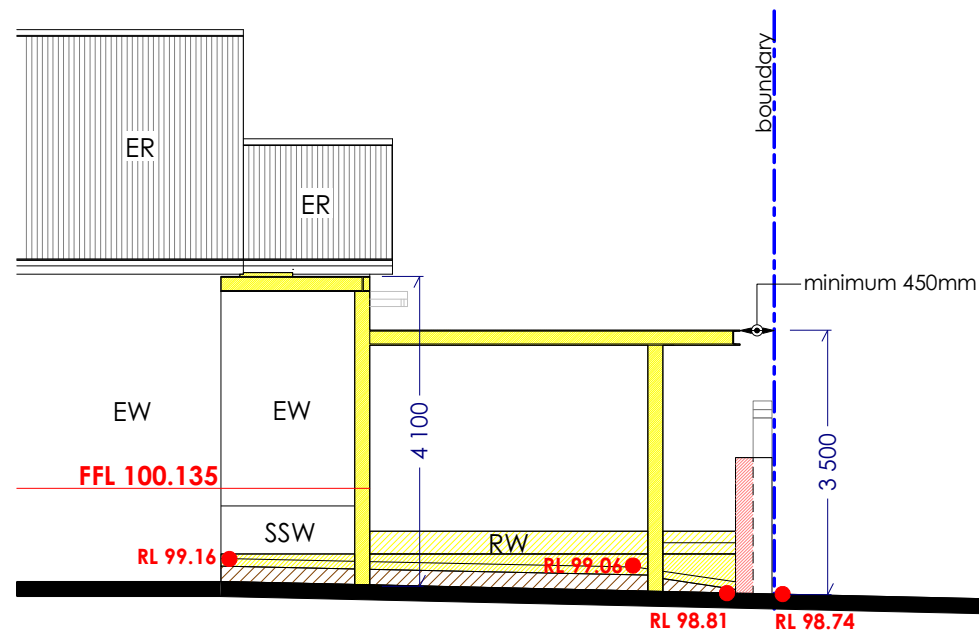 boundary
ER
ER
minimum 450mm
EW
EW
4 100
3 500
FFL 100.135
SSW
RW
RL 99.16
RL 99.06
RL 98.81
RL 98.74